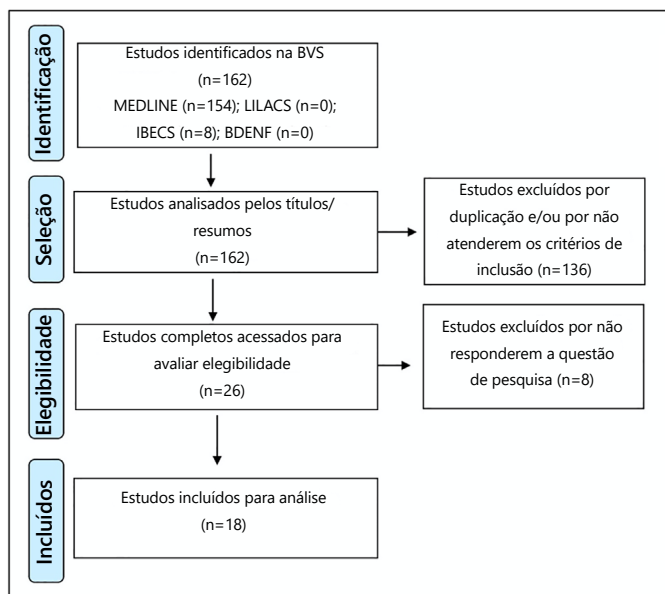 Identificação
Estudos identificados na BVS
(n=162)
MEDLINE (n=154); LILACS (n=0);
IBECS (n=8); BDENF (n=0)
Seleção
Estudos analisados pelos títulos/
resumos
(n=162)
Estudos excluídos por
duplicação e/ou por não
atenderem os critérios de
inclusão (n=136)
Elegibilidade
Estudos completos acessados para
avaliar elegibilidade
(n=26)
Estudos excluídos por não
responderem a questão
de pesquisa (n=8)
Incluídos
Estudos incluídos para análise
(n=18)